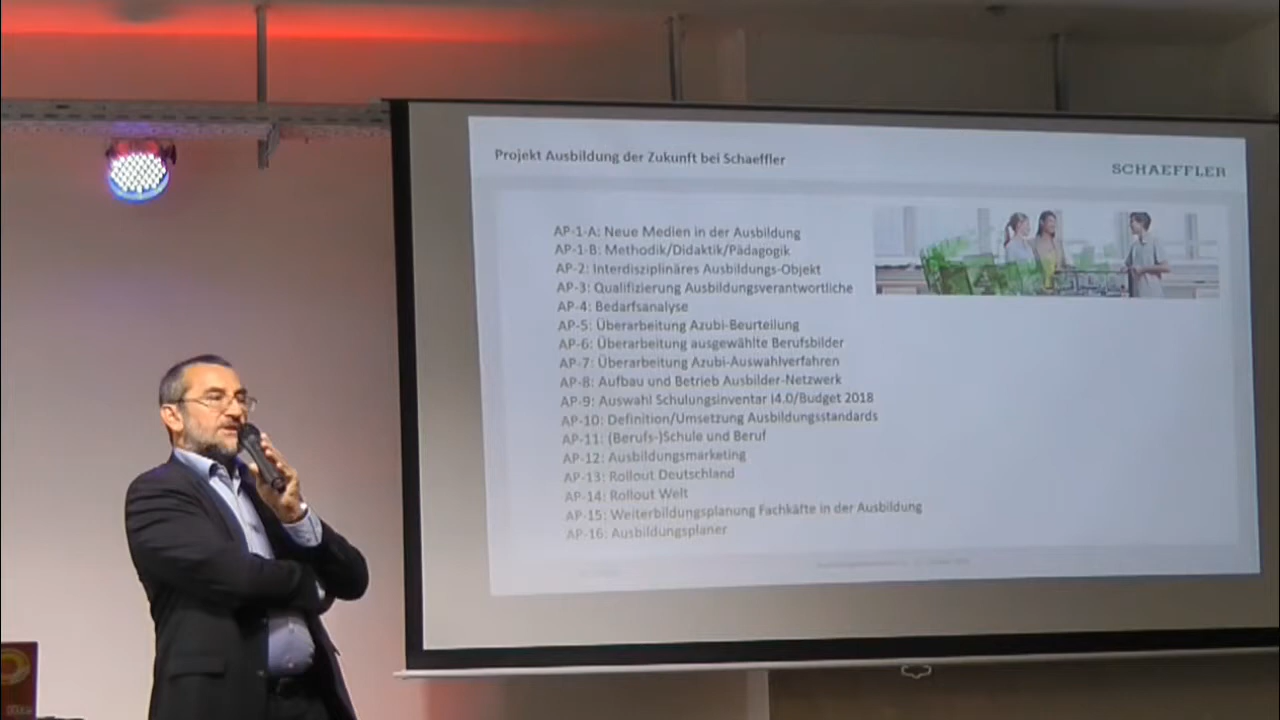 Projekt Ausbildung der Zukunft bei Schaeffler
SCHAEFFLER
AP-1-A: Neue Medien in der Ausbildung
AP-1-B: Methodik/Didaktik/Pädagogik
AP-2: Interdisziplinäres Ausbildungs-Objekt
AP-3: Qualifizierung Ausbildungsverantwortliche
AP-4: Bedarfsanalyse
AP-5: Überarbeitung Azubi-Beurteilung
AP-6: Überarbeitung ausgewählte Berufsbilder
AP-7: Überarbeitung Azubi-Auswahlverfahren
AP-8: Aufbau und Betrieb Ausbilder-Netzwerk
AP-9: Auswahl Schulungsinventar I4.0/Budget 2018
AP-10: Definition/Umsetzung Ausbildungsstandards
AP-11: (Berufs-)Schule und Beruf
AP-12: Ausbildungsmarketing
AP-13: Rollout Deutschland
AP-14: Rollout Welt
AP-15: Weiterbildungsplanung Fachkäfte in der Ausbildung
AP-16: Ausbildungsplaner